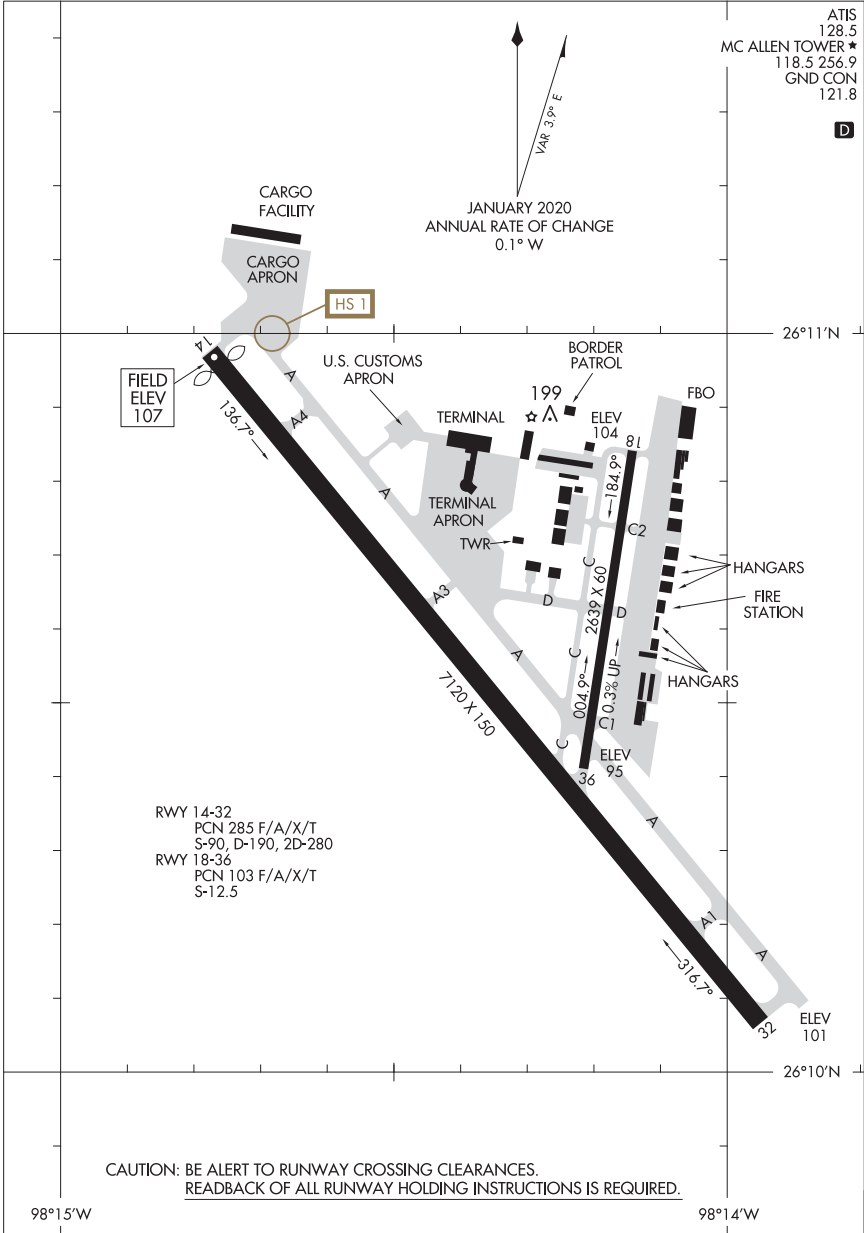 ATIS
128.5
MC ALLEN TOWER ★
118.5 256.9
GND CON
121.8
D
VAR 3.9° E
JANUARY 2020
ANNUAL RATE OF CHANGE
0.1° W
CARGO
FACILITY
CARGO
APRON
HS 1
26°11'N
14
FIELD
ELEV
107
136.7°
A
A4
U.S. CUSTOMS
APRON
A
TERMINAL
TERMINAL
APRON
TWR
199
BORDER
PATROL
ELEV
104
18
FBO
184.9°
C2
C
2639 X 60
D
D
HANGARS
FIRE
STATION
HANGARS
A3
A
C
004.9°
0.3% UP
C1
C
ELEV
95
36
7120 X 150
RWY 14-32
PCN 285 F/A/X/T
S-90, D-190, 2D-280
RWY 18-36
PCN 103 F/A/X/T
S-12.5
A
A1
A
316.7°
32
ELEV
101
26°10'N
CAUTION: BE ALERT TO RUNWAY CROSSING CLEARANCES.
READBACK OF ALL RUNWAY HOLDING INSTRUCTIONS IS REQUIRED.
98°15'W
98°14'W